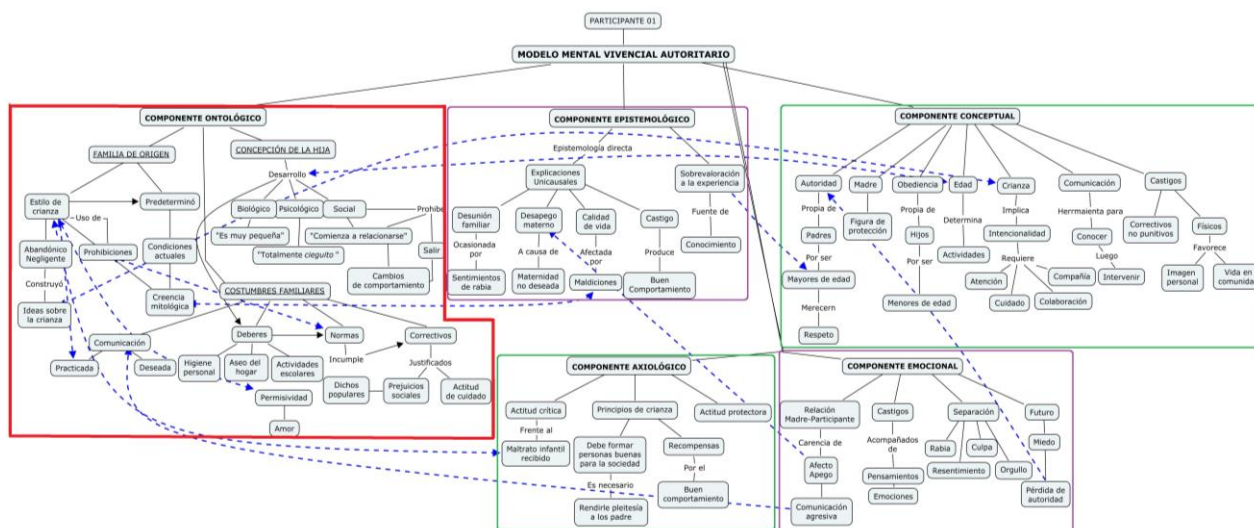 PARTICIPANTE 01
MODELO MENTAL VIVENCIAL AUTORITARIO
COMPONENTE ONTOLÓGICO
FAMILIA DE ORIGEN
CONCEPCIÓN DE LA HIJA
Desarrollo
Estilo de
crianza
Predeterminó
Uso de
Biológico
Psicológico
Social
Prohibe
"Es muy pequeña"
"Comienza a relacionarse"
Abandónico
Negligente
Prohibiciones
Condiciones
actuales
"Totalmente cieguito"
Salir
Construyó
Cambios
de comportamiento
Ideas sobre
la crianza
Creencia
mitológica
COSTUMBRES FAMILIARES
Comunicación
Deberes
Normas
Correctivos
Incumple
Justificados
Practicada
Deseada
Higiene
personal
Aseo del
hogar
Actividades
escolares
Dichos
populares
Prejuicios
sociales
Actitud
de cuidado
Permisividad
Amor
COMPONENTE EPISTEMOLÓGICO
Epistemología directa
Explicaciones
Unicausales
Sobrevaloración
a la experiencia
Desunión
familiar
Desapego
materno
Calidad
de vida
Castigo
Fuente de
Conocimiento
Ocasionada
por
A causa de
Afectada
por
Produce
Sentimientos
de rabia
Maternidad
no deseada
Maldiciones
Buen
Comportamiento
COMPONENTE CONCEPTUAL
Autoridad
Madre
Obediencia
Edad
Crianza
Comunicación
Castigos
Propia de
Figura de
protección
Propia de
Determina
Implica
Herrmaienta para
Correctivos
no punitivos
Físicos
Padres
Hijos
Actividades
Intencionalidad
Conocer
Favorece
Por ser
Por ser
Requiere
Luego
Imagen
personal
Vida en
comunida
Mayores de edad
Menores de edad
Atención
Cuidado
Colaboración
Compañía
Intervenir
Merecern
Respeto
COMPONENTE AXIOLÓGICO
Actitud crítica
Principios de crianza
Actitud protectora
Frente al
Maltrato infantil
recibido
Debe formar
personas buenas
para la sociedad
Recompensas
Es necesario
Por el
Rendirle pleitesía
a los padre
Buen
comportamiento
COMPONENTE EMOCIONAL
Relación
Madre-Participante
Castigos
Separación
Futuro
Carencia de
Acompañados
de
Rabia
Culpa
Miedo
Afecto
Apego
Pensamientos
Resentimiento
Orgullo
Comunicación
agresiva
Emociones
Pérdida de
autoridad